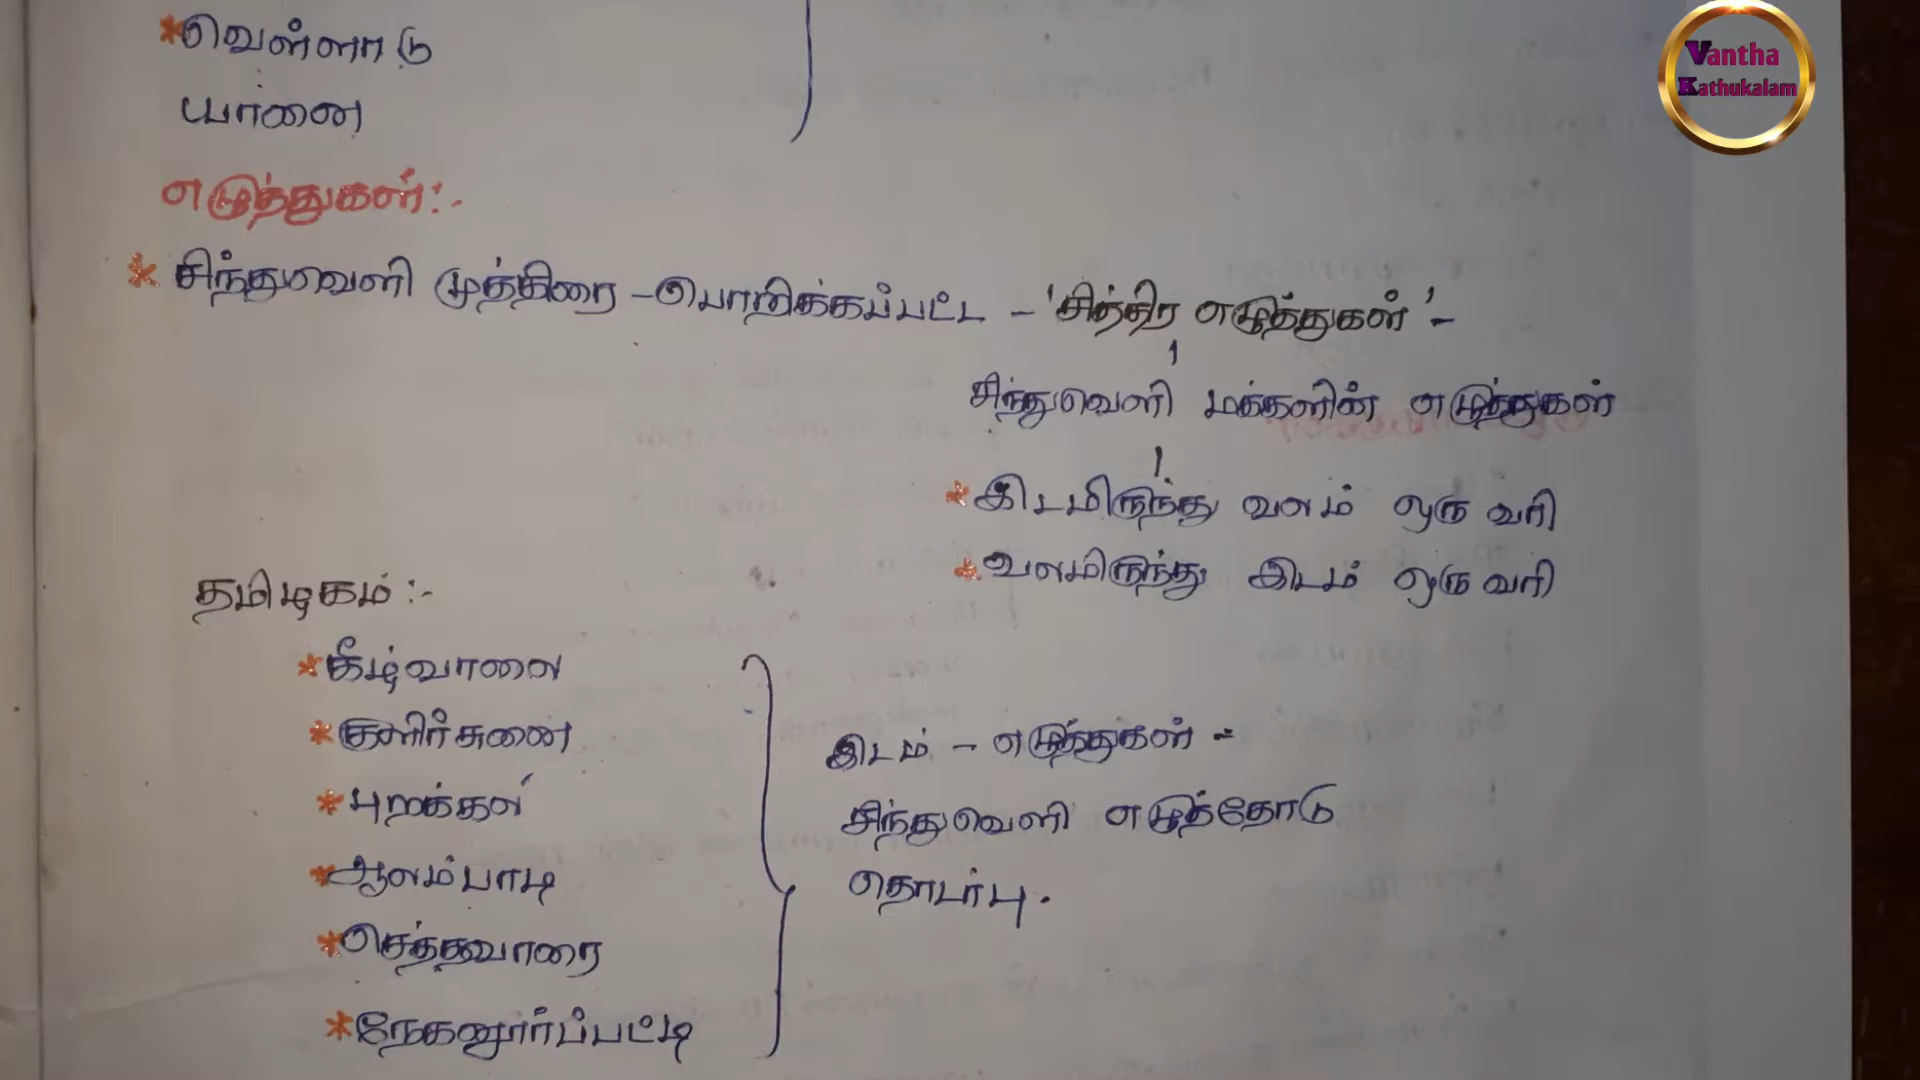 *வெள்ளாடு
யானை
எழுத்துகள்:-
* சிந்துவெளி முத்திரை - பொறிக்கப்பட்ட - 'சித்திர எழுத்துகள்' -
சிந்துவெளி மக்களின் எழுத்துகள்
* இடமிருந்து வலம் ஒரு வரி
* வலமிருந்து இடம் ஒரு வரி
தமிழகம்:-
*கீழ்வாலை
*குளிர்சுனை
*புறக்கல்
*ஆலம்பாடி
*செத்தவாரை
*நேகனூர்ப்பட்டி
இடம் - எழுத்துகள் -
சிந்துவெளி எழுத்தோடு
தொடர்பு.
Vantha
Kathukalam